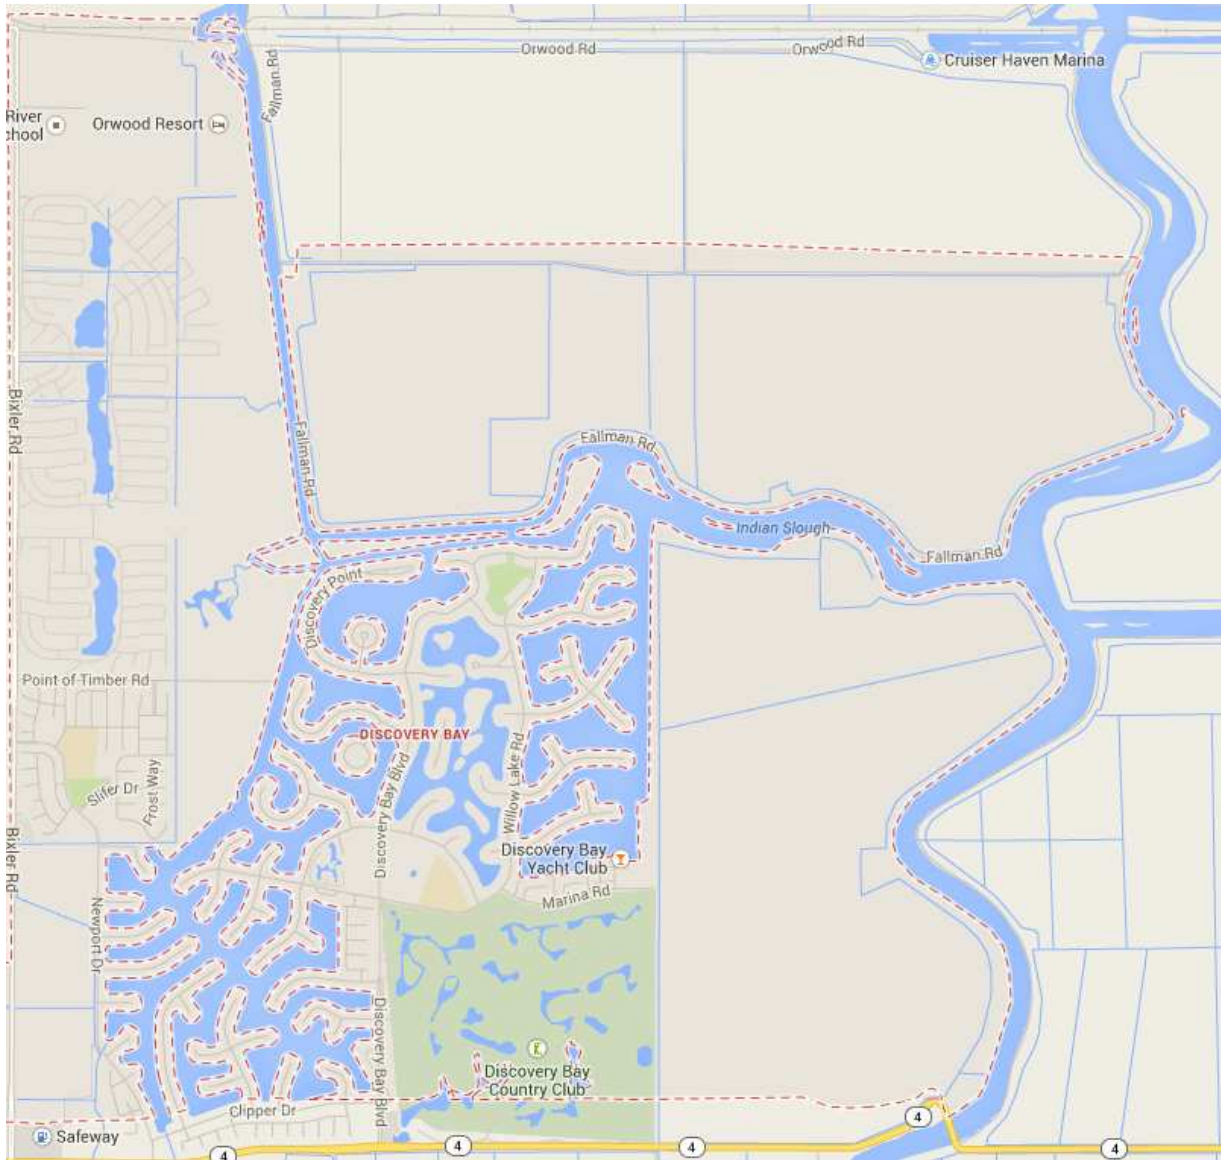 Orwood Rd
Orwood Rd
Cruiser Haven Marina
Fallman Rd
River
chool
Orwood Resort
Bixler Rd
Fallman Rd
Fallman Rd
Indian Slough
Fallman Rd
Discovery Point
Point of Timber Rd
DISCOVERY BAY
Slifer Dr
Frost Way
Discovery Bay Blvd
Willow Lake Rd
Bixler Rd
Discovery Bay
Yacht Club
Marina Rd
Newport Dr
Discovery Bay Blvd
Discovery Bay
Country Club
Clipper Dr
Safeway
4
4
4
4
4